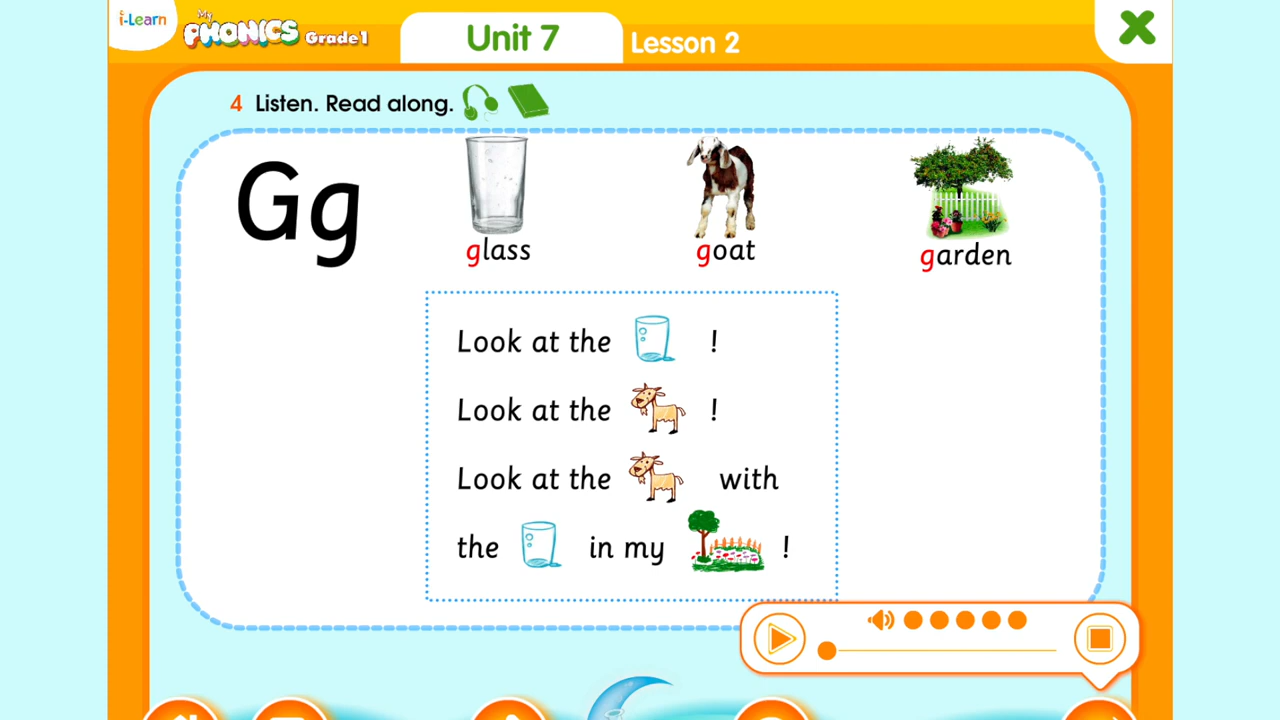 i-Learn
My
PHONICS Grade 1
Unit 7
Lesson 2
4 Listen. Read along.
Gg
glass
goat
garden
Look at the !
Look at the !
Look at the with
the in my !